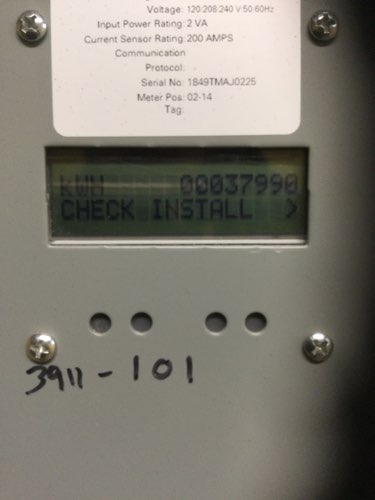 Voltage: 120:208:240 V:50:60Hz
Input Power Rating: 2 VA
Current Sensor Rating: 200 AMPS
Communication
Protocol:
Serial No: 1849TMAJ0225
Meter Pos: 02-14
Tag:
kWH 00037990
CHECK INSTALL >
3911-101